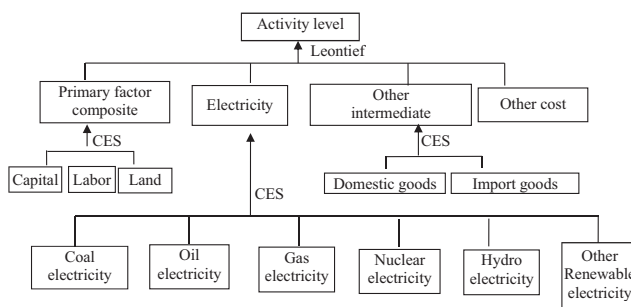 Activity level
Leontief
Primary factor
composite
Electricity
Other
intermediate
Other cost
CES
CES
Capital
Labor
Land
Domestic goods
Import goods
CES
Coal
electricity
Oil
electricity
Gas
electricity
Nuclear
electricity
Hydro
electricity
Other
Renewable
electricity